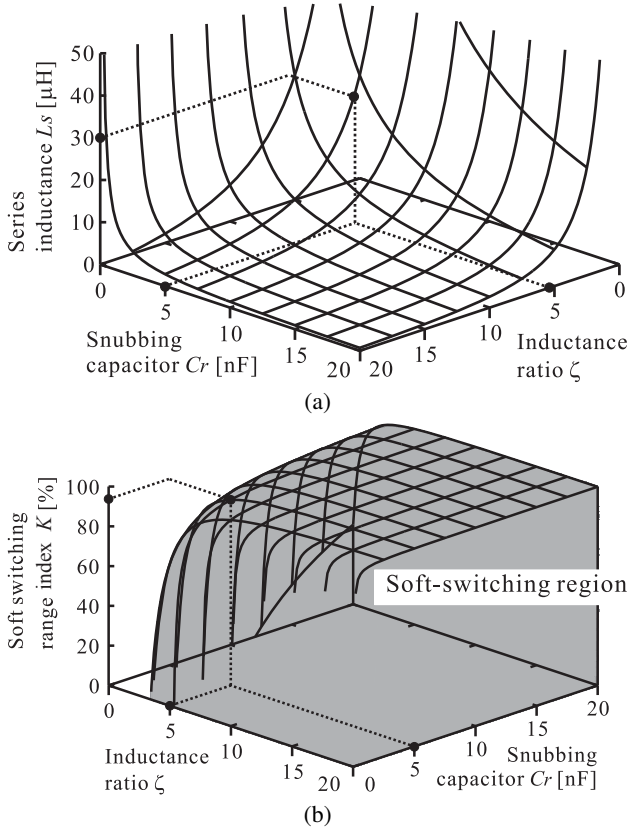 50
40
30
20
10
0
Series
inductance Ls [μH]
0
5
10
15
20
Snubbing
capacitor Cr [nF]
0
5
10
15
20
Inductance
ratio ζ
(a)
100
80
60
40
20
0
Soft switching
range index K [%]
Soft-switching region
0
5
10
15
20
Inductance
ratio ζ
0
5
10
15
20
Snubbing
capacitor Cr [nF]
(b)